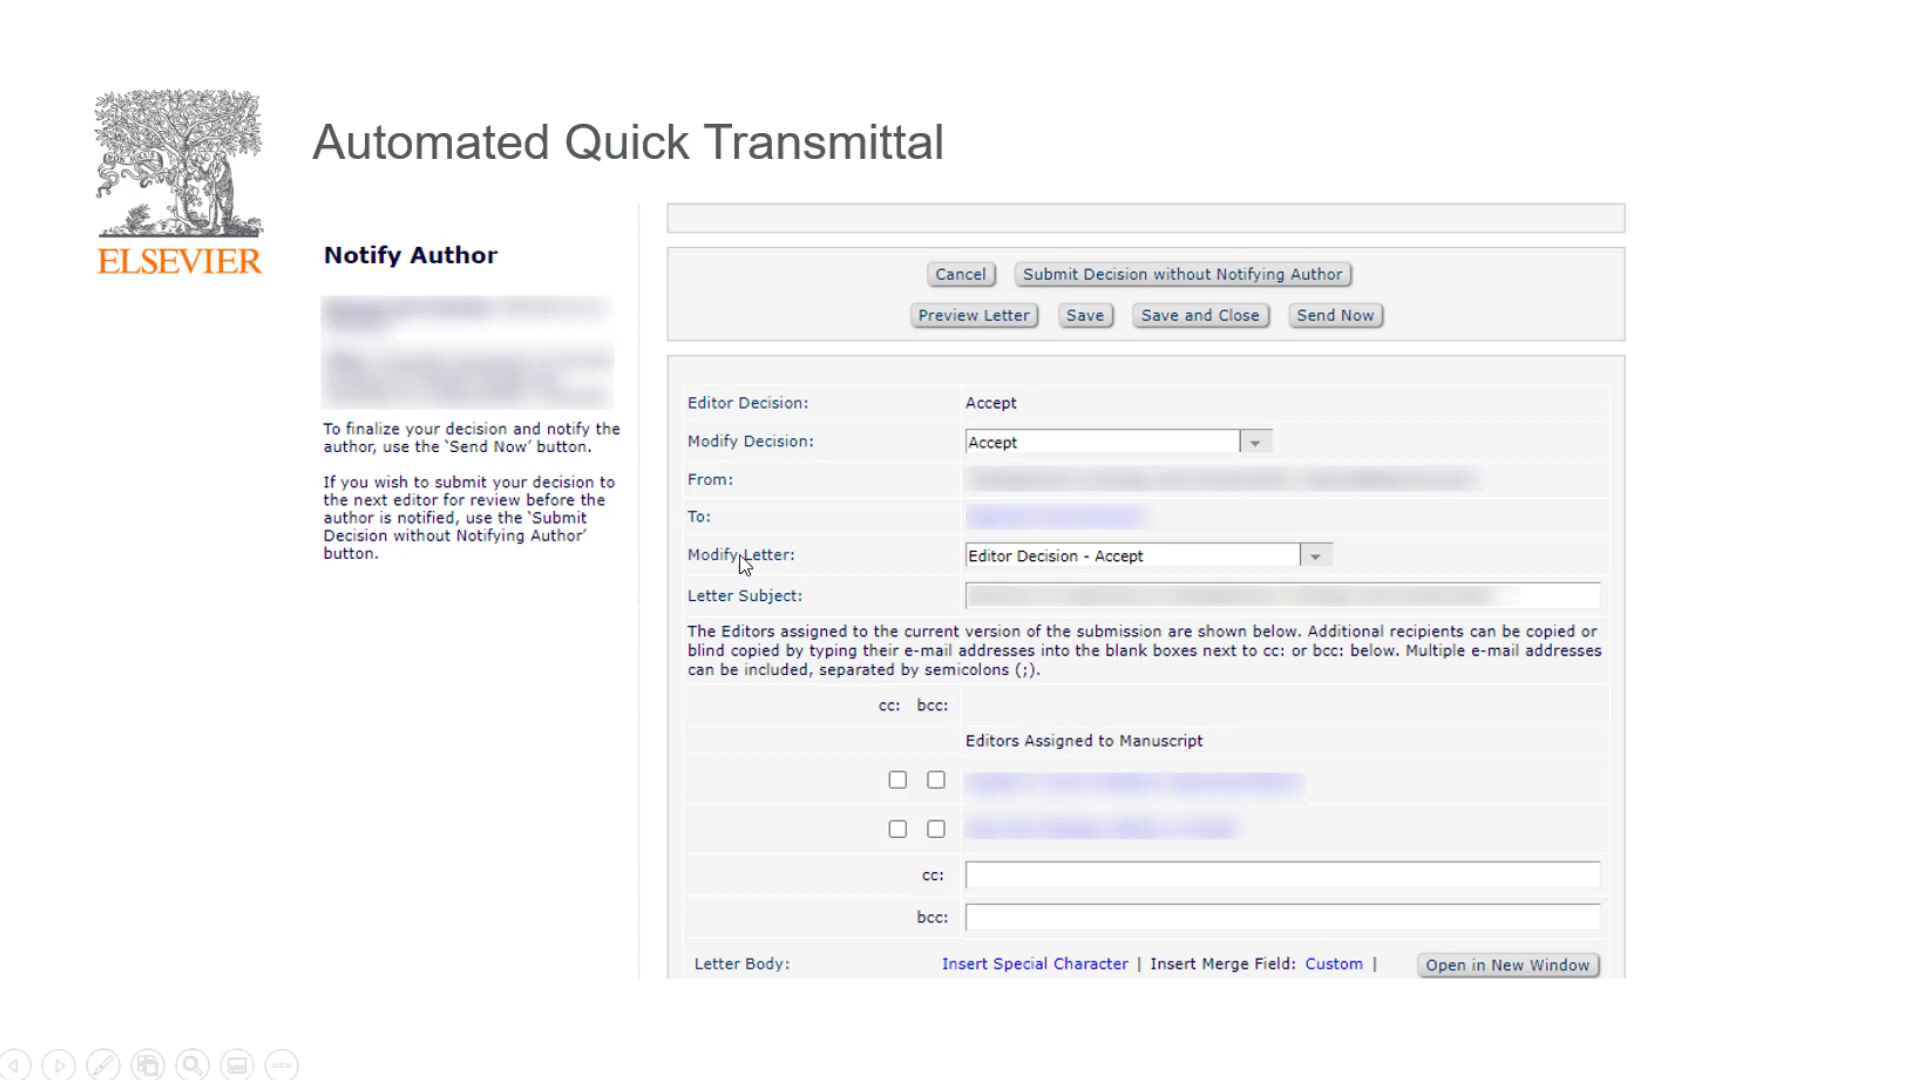 Automated Quick Transmittal
ELSEVIER
Notify Author
To finalize your decision and notify the
author, use the `Send Now' button.
If you wish to submit your decision to
the next editor for review before the
author is notified, use the `Submit
Decision without Notifying Author'
button.
Cancel Submit Decision without Notifying Author
Preview Letter Save Save and Close Send Now
Editor Decision: Accept
Modify Decision: Accept
From:
To:
Modify Letter: Editor Decision - Accept
Letter Subject:
The Editors assigned to the current version of the submission are shown below. Additional recipients can be copied or
blind copied by typing their e-mail addresses into the blank boxes next to cc: or bcc: below. Multiple e-mail addresses
can be included, separated by semicolons (;).
cc: bcc:
Editors Assigned to Manuscript
cc:
bcc:
Letter Body: Insert Special Character | Insert Merge Field: Custom | Open in New Window